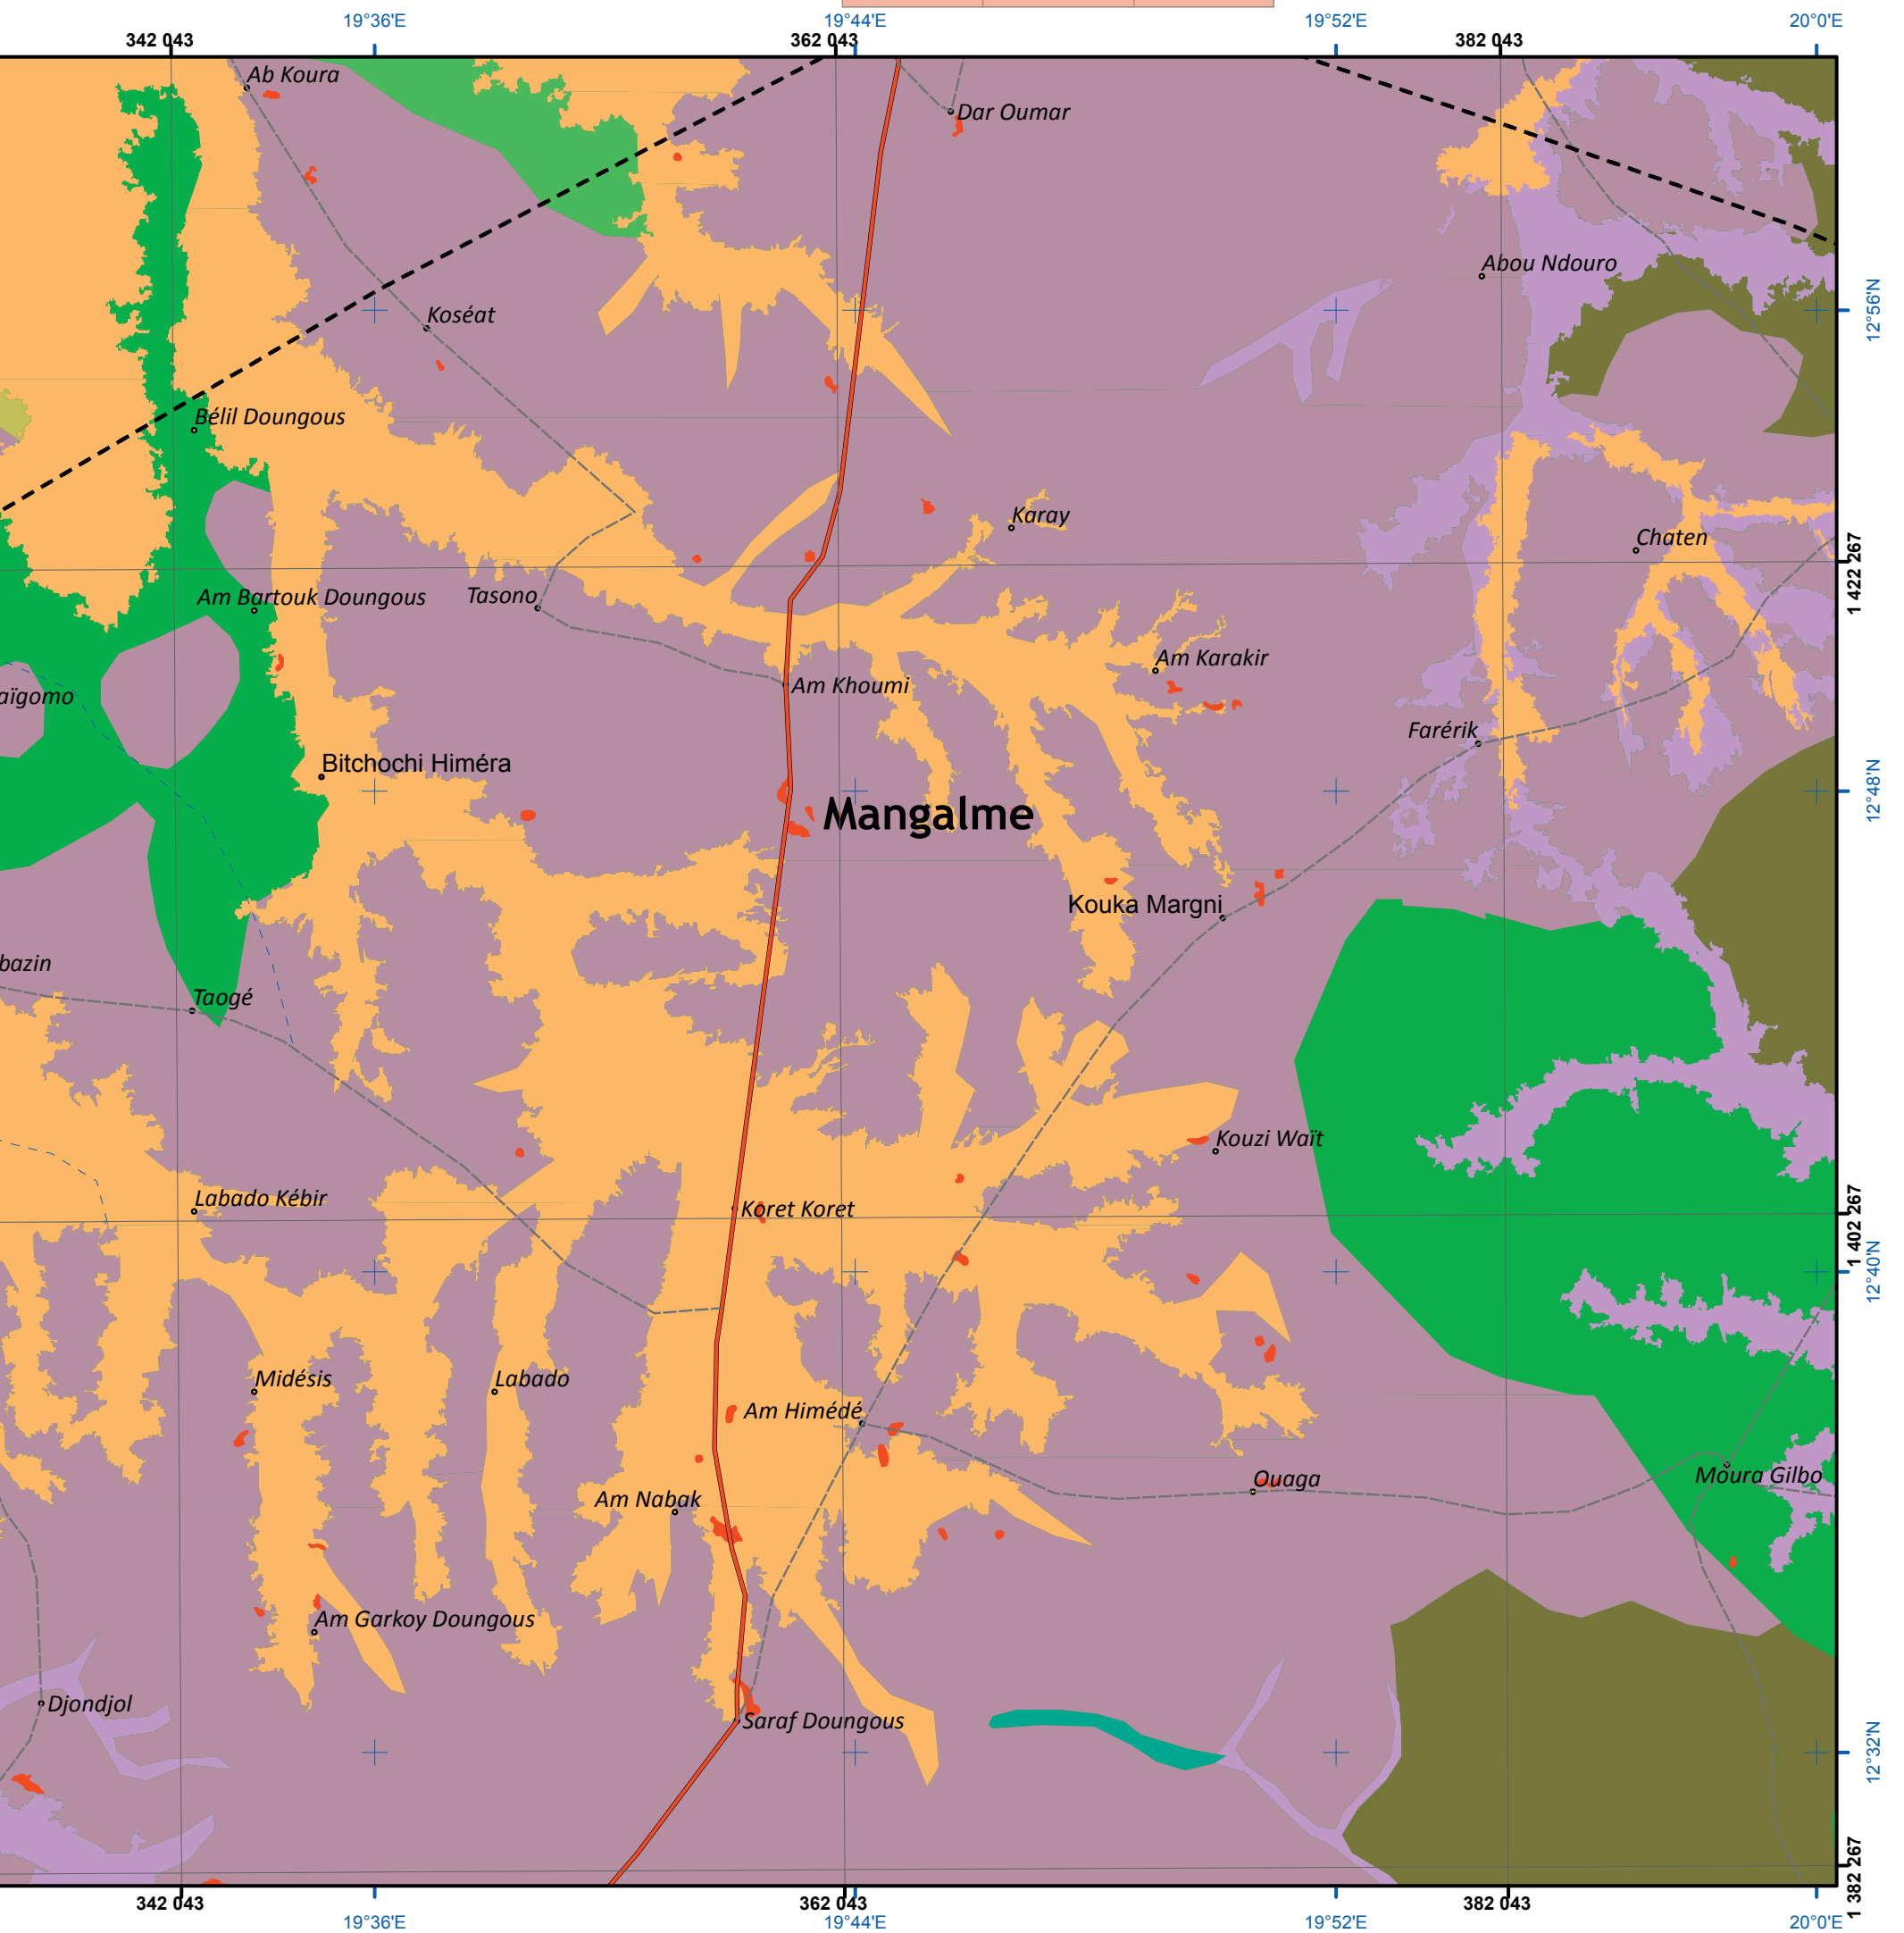 19°36'E
19°44'E
19°52'E
20°0'E
342 043
362 043
382 043
Ab Koura
Dar Oumar
Abou Ndouro
12°56'N
Koséat
Bélil Doungous
Karay
Chaten
1 422 267
Am Bartouk Doungous
Tasono
Am Karakir
Am Khoumi
aïgomo
Farérik
Bitchochi Himéra
12°48'N
Mangalme
Kouka Margni
bazin
Taogé
Kouzi Waït
Labado Kébir
Koret Koret
1 402 267
12°40'N
Midésis
Labado
Am Himédé
Moura Gilbo
Ouaga
Am Nabak
Am Garkoy Doungous
Djondjol
Saraf Doungous
12°32'N
1 382 267
342 043
362 043
382 043
19°36'E
19°44'E
19°52'E
20°0'E